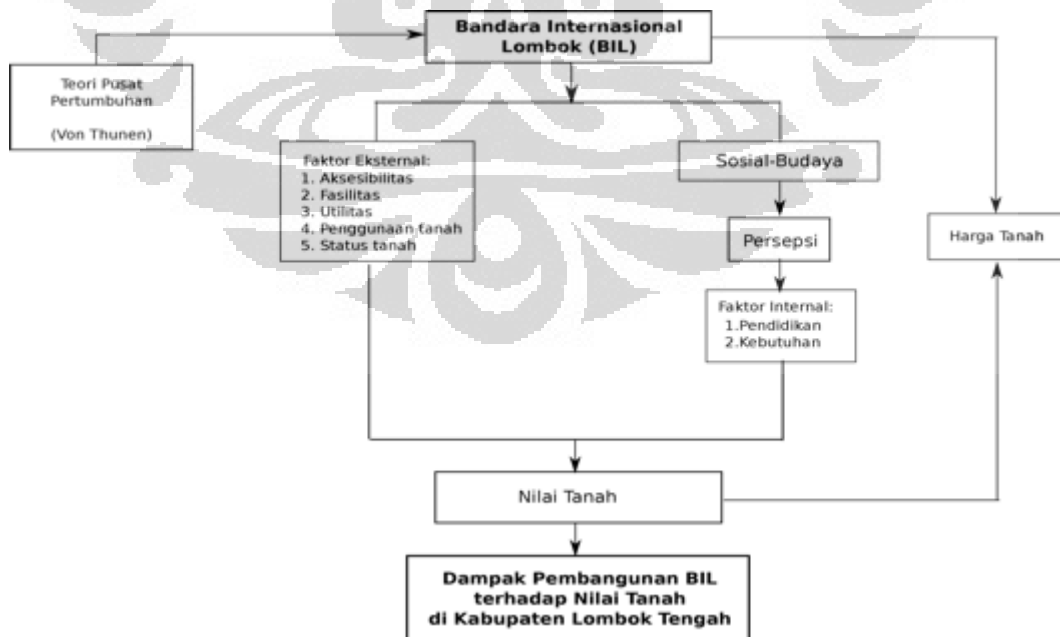 Bandara Internasional
Lombok (BIL)
Teori Pusat
Pertumbuhan
(Von Thunen)
Faktor Eksternal:
1. Aksesibilitas
2. Fasilitas
3. Utilitas
4. Penggunaan tanah
5. Status tanah
Sosial-Budaya
Persepsi
Harga Tanah
Faktor Internal:
1.Pendidikan
2.Kebutuhan
Nilai Tanah
Dampak Pembangunan BIL
terhadap Nilai Tanah
di Kabupaten Lombok Tengah